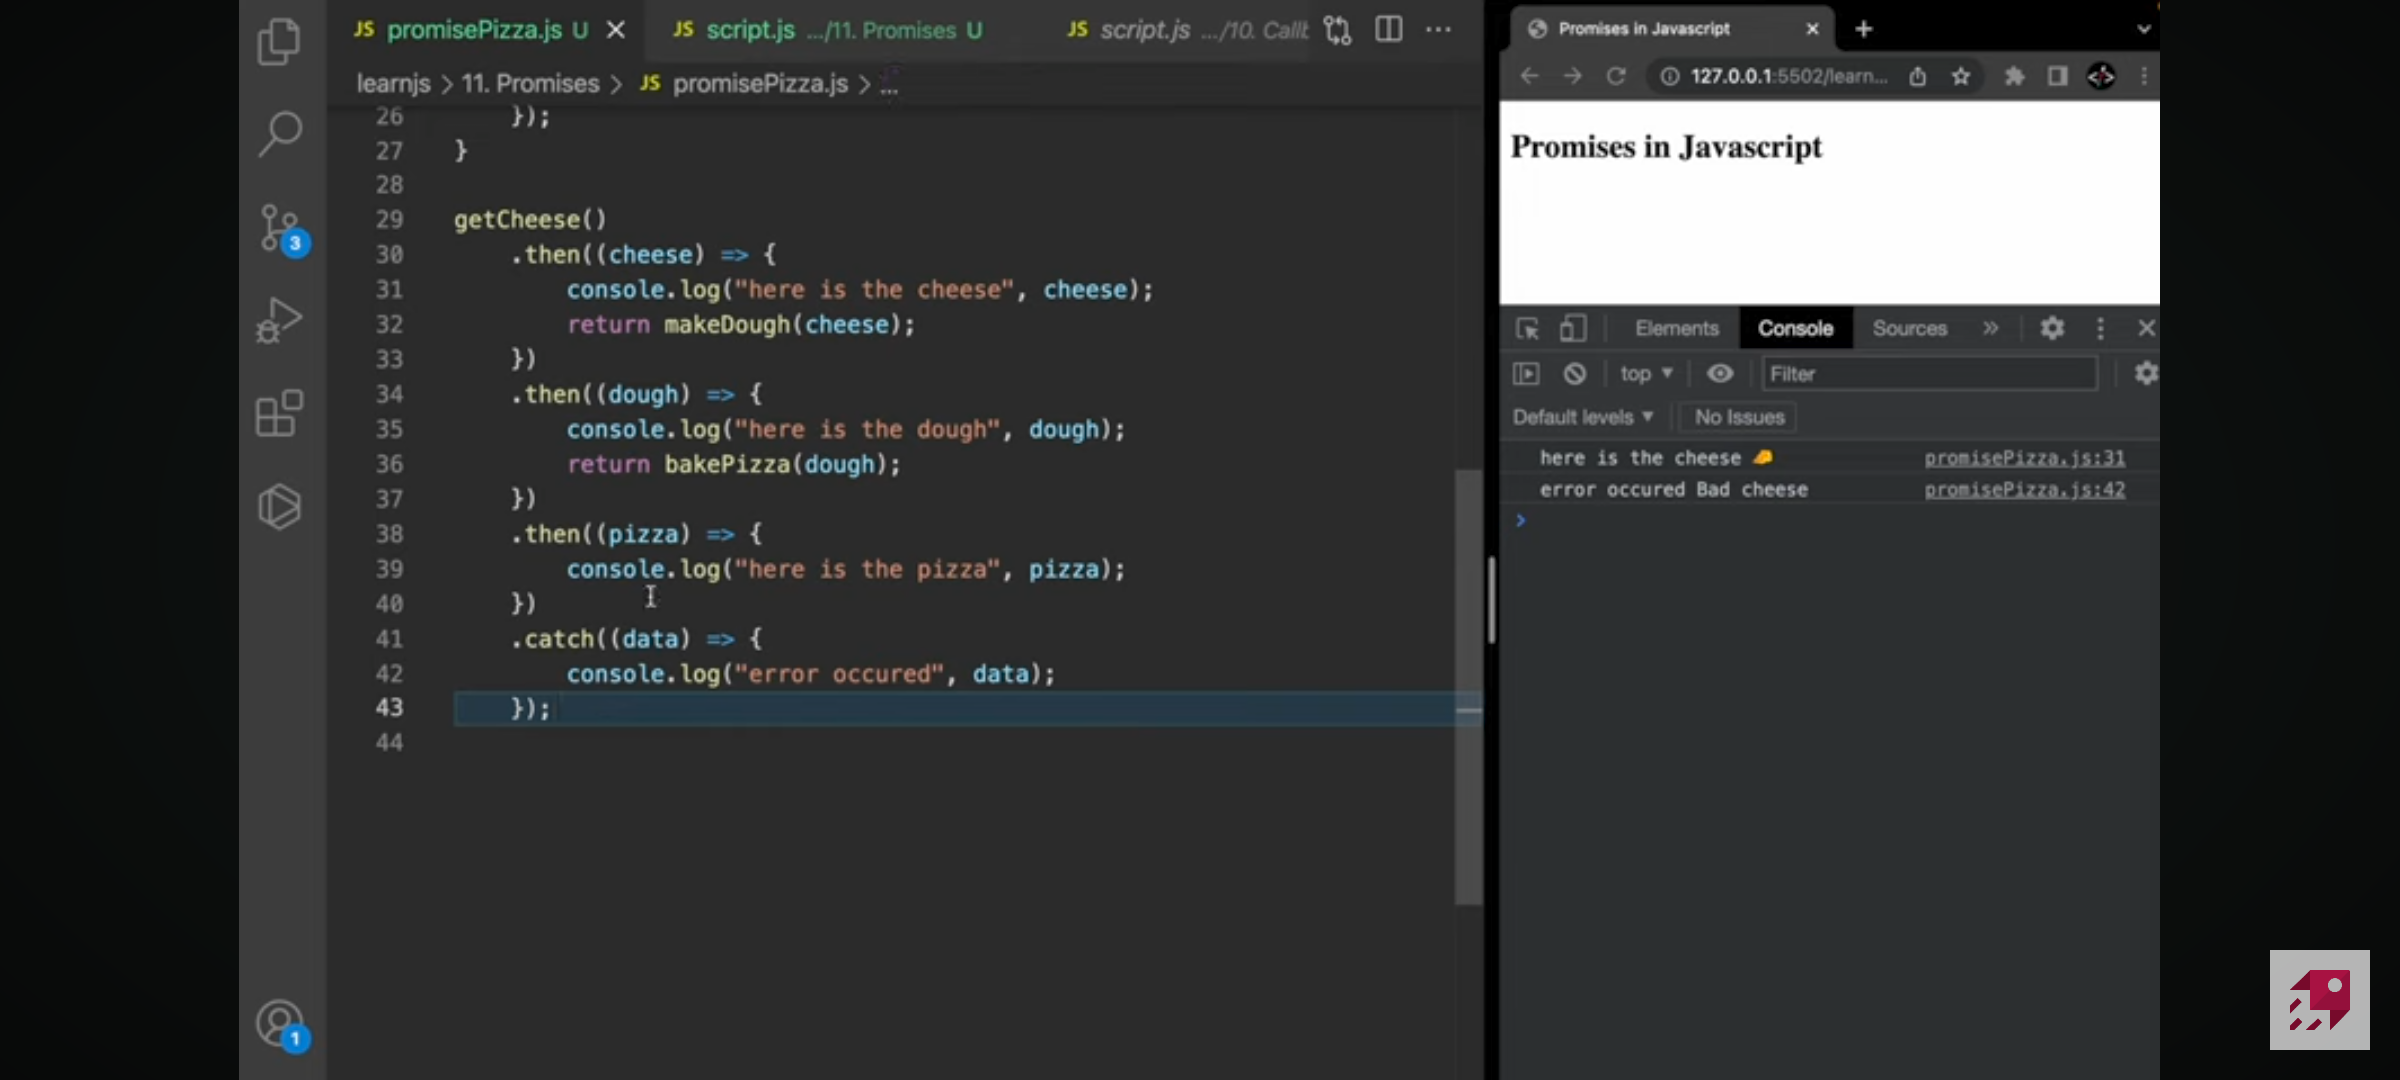 JS promisePizza.js U
JS script.js .../11. Promises U
JS script.js .../10. Callb
learnjs > 11. Promises > JS promisePizza.js > ...
26 });
27 }
28
29 getCheese()
30 .then((cheese) => {
31 console.log("here is the cheese", cheese);
32 return makeDough(cheese);
33 })
34 .then((dough) => {
35 console.log("here is the dough", dough);
36 return bakePizza(dough);
37 })
38 .then((pizza) => {
39 console.log("here is the pizza", pizza);
40 })
41 .catch((data) => {
42 console.log("error occured", data);
43 });
44
3
1
Promises in Javascript
127.0.0.1:5502/learn...
Promises in Javascript
Elements Console Sources
top Filter
Default levels No Issues
here is the cheese 🧀 promisePizza.js:31
error occured Bad cheese promisePizza.js:42
>